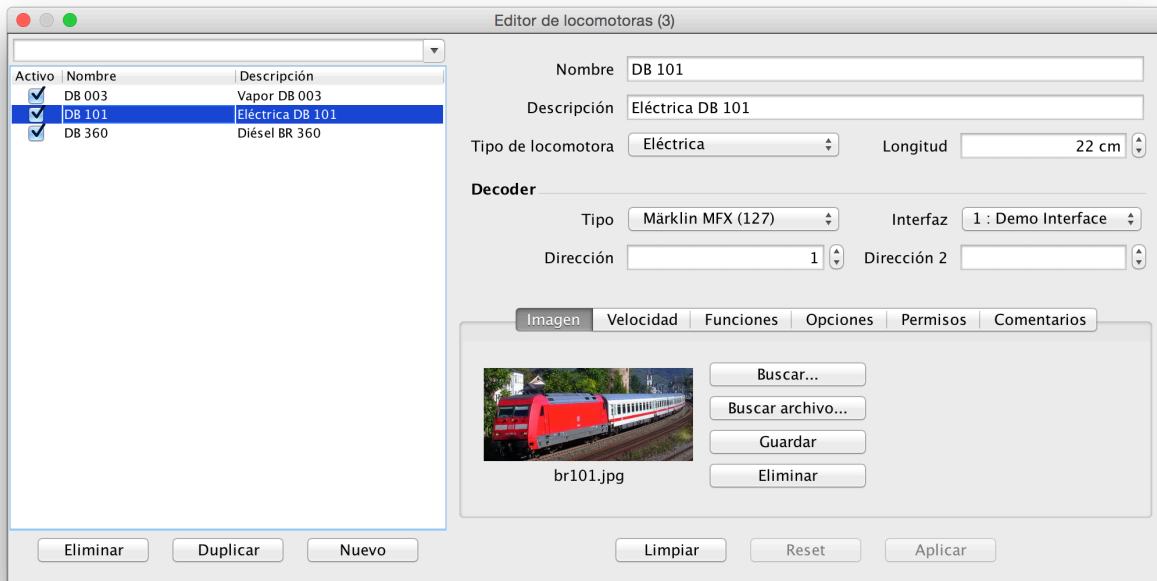 Editor de locomotoras (3)
Activo Nombre Descripción
DB 003 Vapor DB 003
DB 101 Eléctrica DB 101
DB 360 Diésel BR 360
Eliminar Duplicar Nuevo
Nombre DB 101
Descripción Eléctrica DB 101
Tipo de locomotora Eléctrica Longitud 22 cm
Decoder
Tipo Märklin MFX (127) Interfaz 1 : Demo Interface
Dirección 1 Dirección 2
Imagen Velocidad Funciones Opciones Permisos Comentarios
Buscar...
Buscar archivo...
Guardar
br101.jpg Eliminar
Limpiar Reset Aplicar